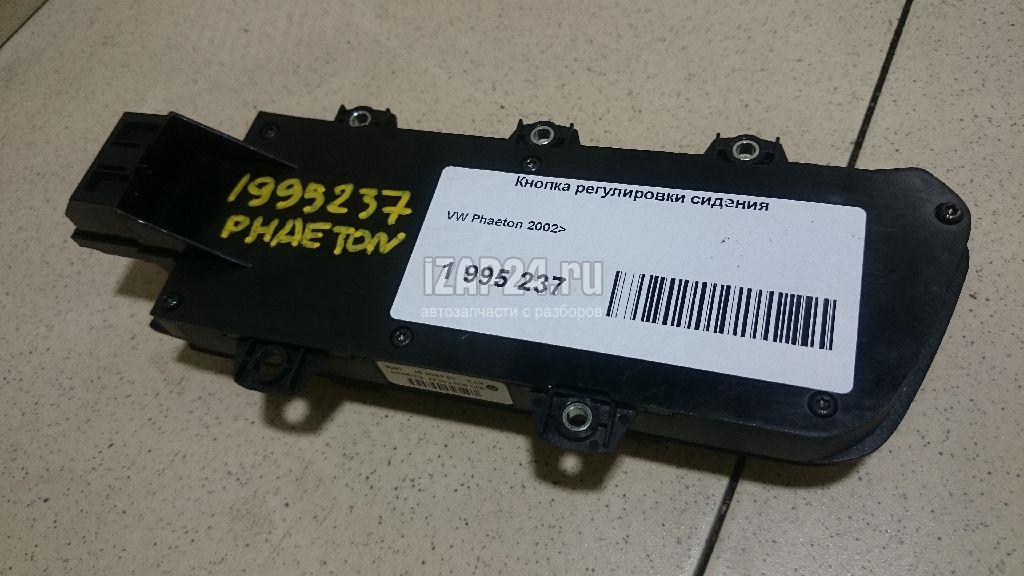 1995237
PHAETON
Кнопка регулировки сидения
VW Phaeton 2002>
1 995 237
iZAP24.ru
автозапчасти с разборов